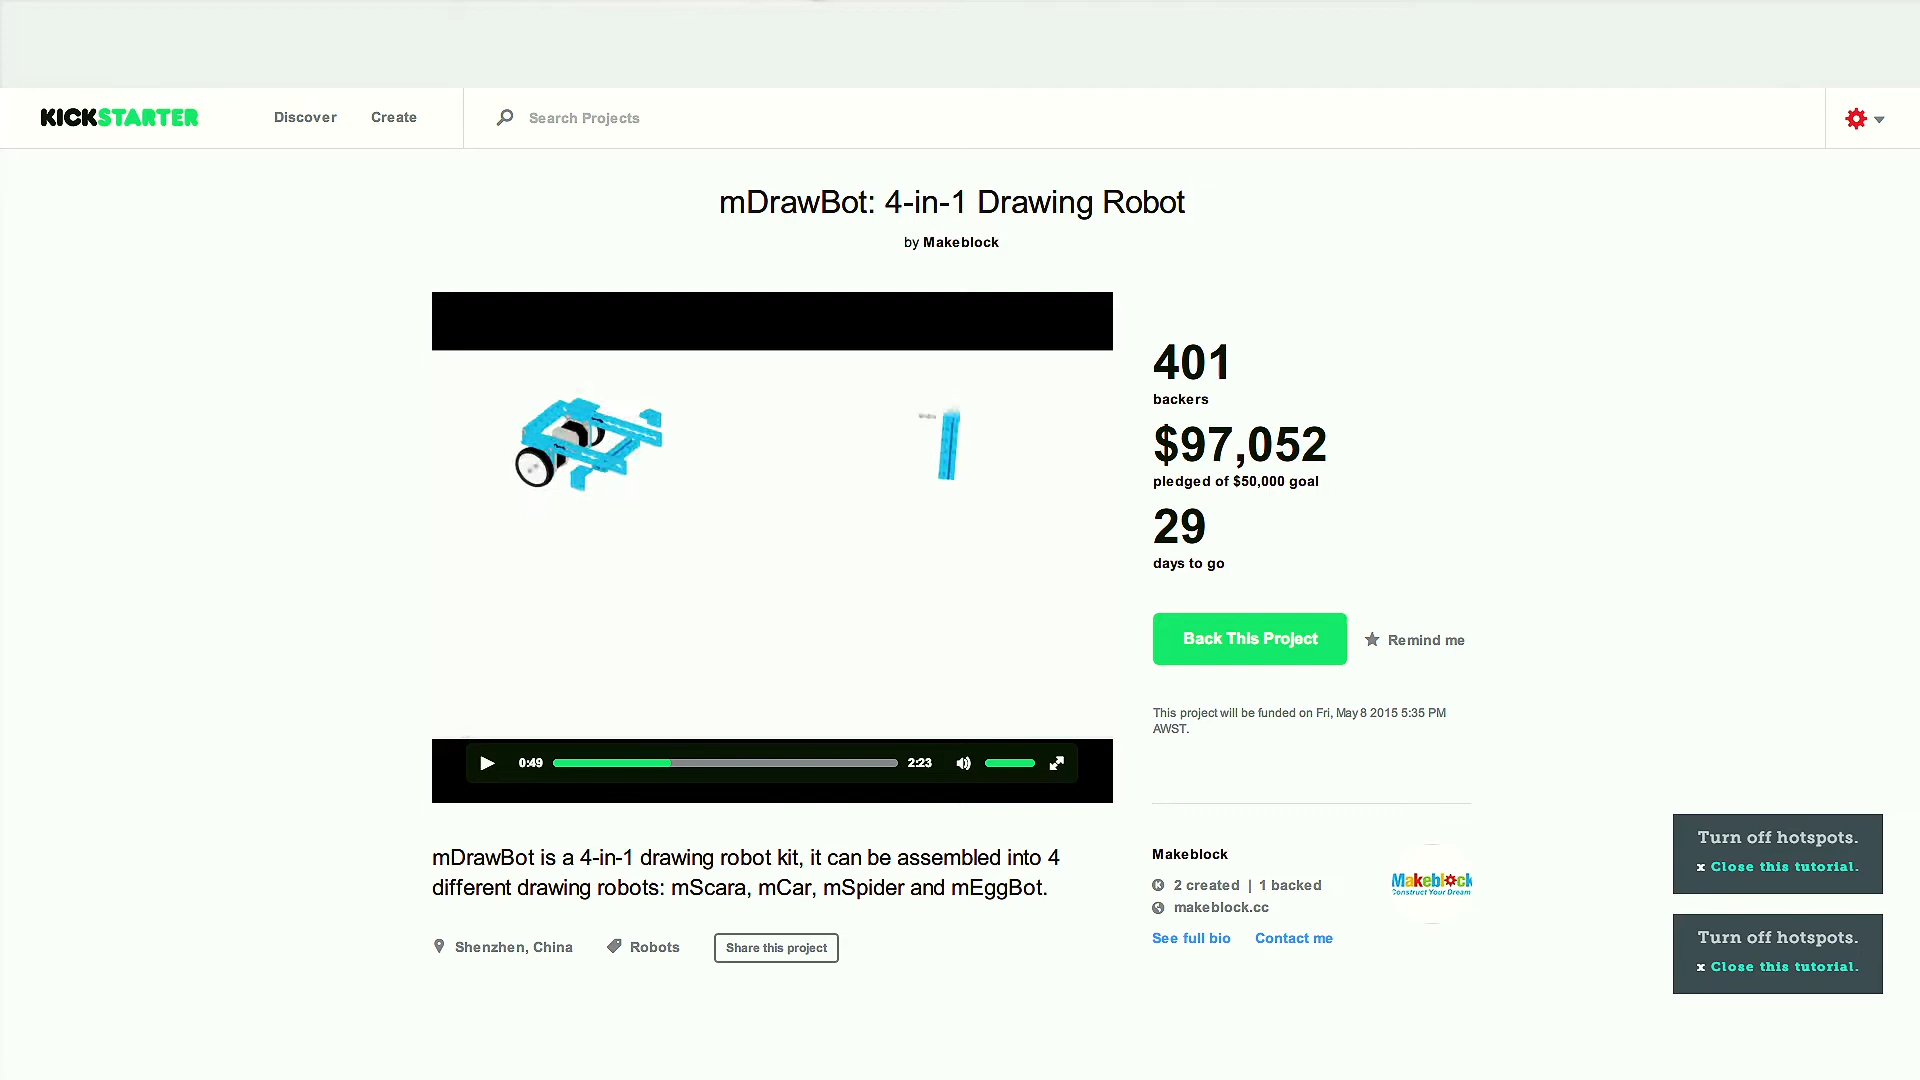 KICKSTARTER
Discover
Create
Search Projects
mDrawBot: 4-in-1 Drawing Robot
by Makeblock
401
backers
$97,052
pledged of $50,000 goal
29
days to go
Back This Project
Remind me
This project will be funded on Fri, May 8 2015 5:35 PM
AWST.
0:49
2:23
mDrawBot is a 4-in-1 drawing robot kit, it can be assembled into 4
different drawing robots: mScara, mCar, mSpider and mEggBot.
Shenzhen, China
Robots
Share this project
Makeblock
2 created | 1 backed
makeblock.cc
See full bio
Contact me
Makeblock
Construct Your Dream
Turn off hotspots.
x Close this tutorial.
Turn off hotspots.
x Close this tutorial.